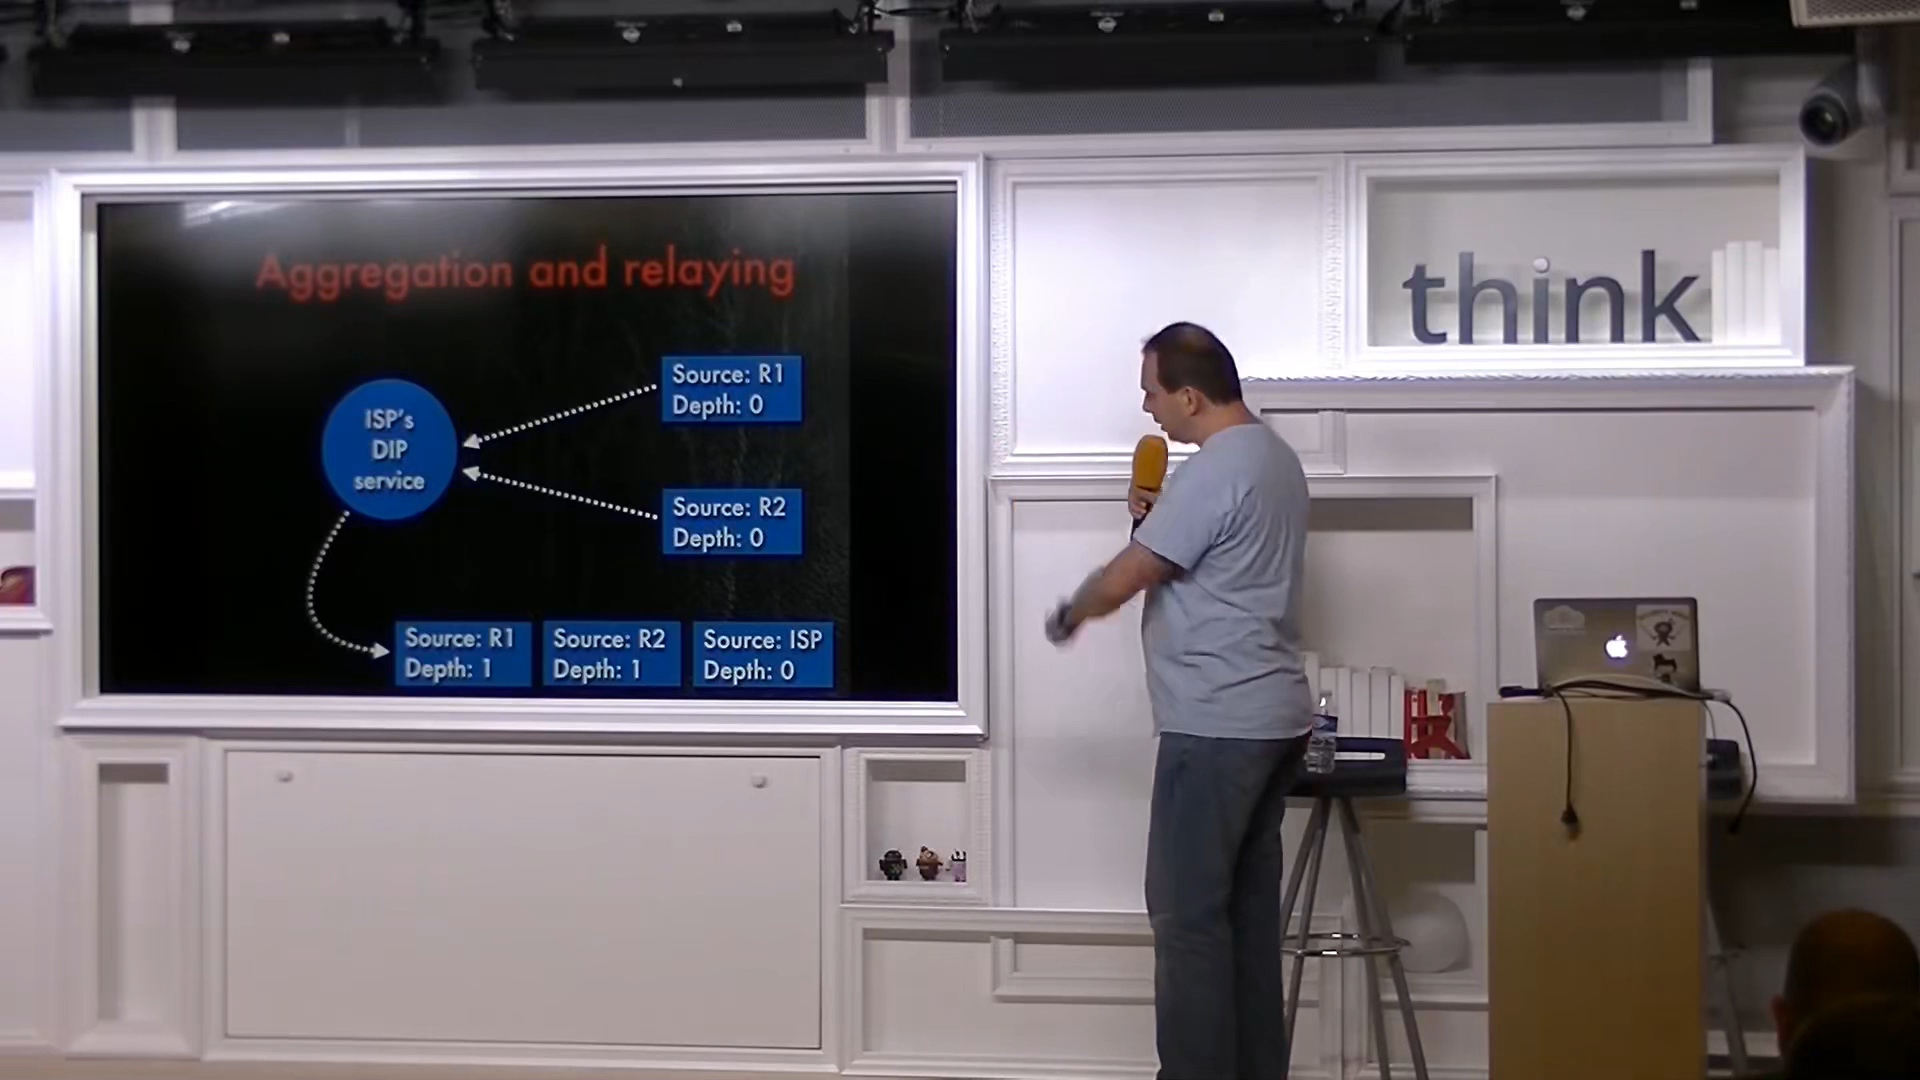 Aggregation and relaying
ISP's
DIP
service
Source: R1
Depth: 0
Source: R2
Depth: 0
Source: R1
Depth: 1
Source: R2
Depth: 1
Source: ISP
Depth: 0
think